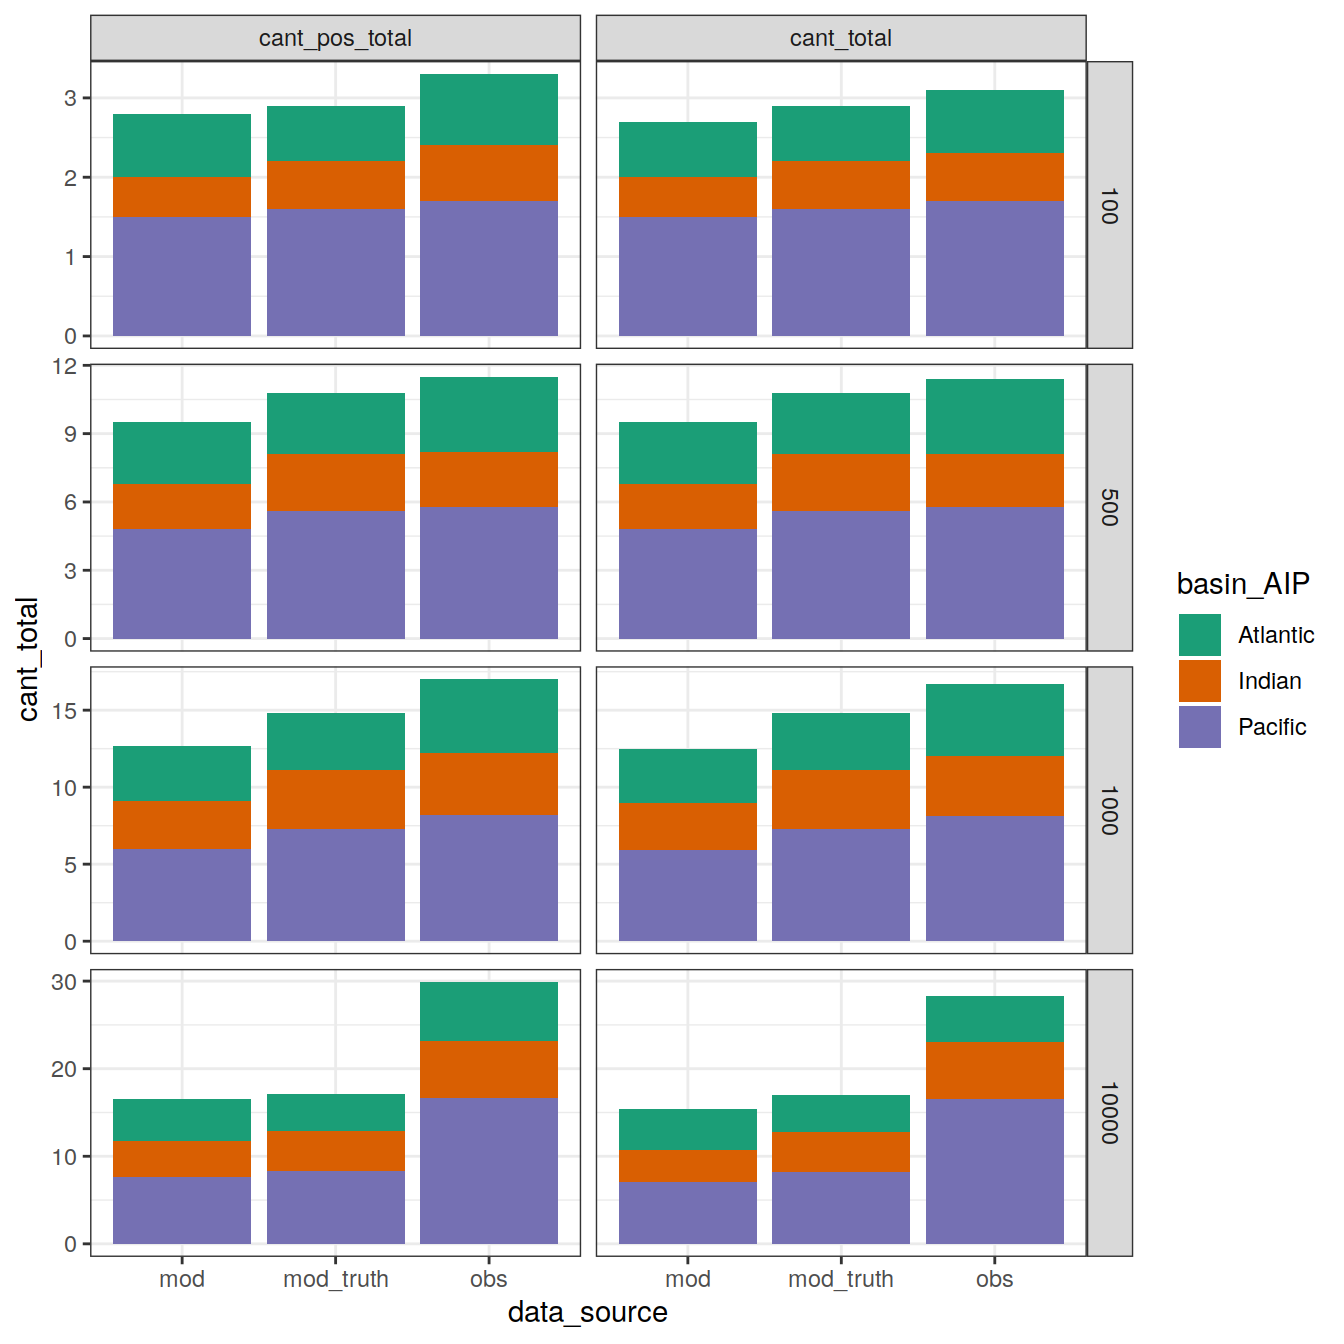 cant_pos_total
cant_total
3
2
1
0
100
12
9
6
3
0
500
15
10
5
0
1000
30
20
10
0
10000
mod
mod_truth
obs
mod
mod_truth
obs
data_source
cant_total
basin_AIP
Atlantic
Indian
Pacific